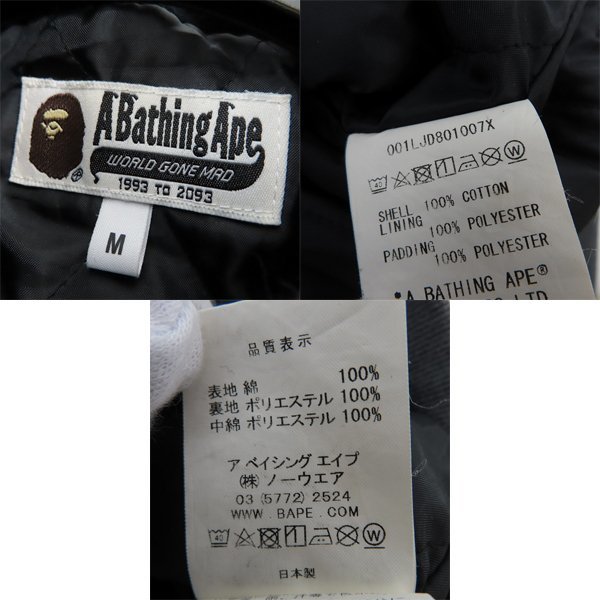 A Bathing Ape
WORLD GONE MAD
1993 TO 2093
M
001LJD801007X
40
SHELL 100% COTTON
LINING 100% POLYESTER
PADDING 100% POLYESTER
A BATHING APE®
LTD
品質表示
表地 綿 100%
裏地 ポリエステル 100%
中綿 ポリエステル 100%
ア ベイシング エイプ
(株) ノーウエア
03 (5772) 2524
WWW.BAPE.COM
40
日本製